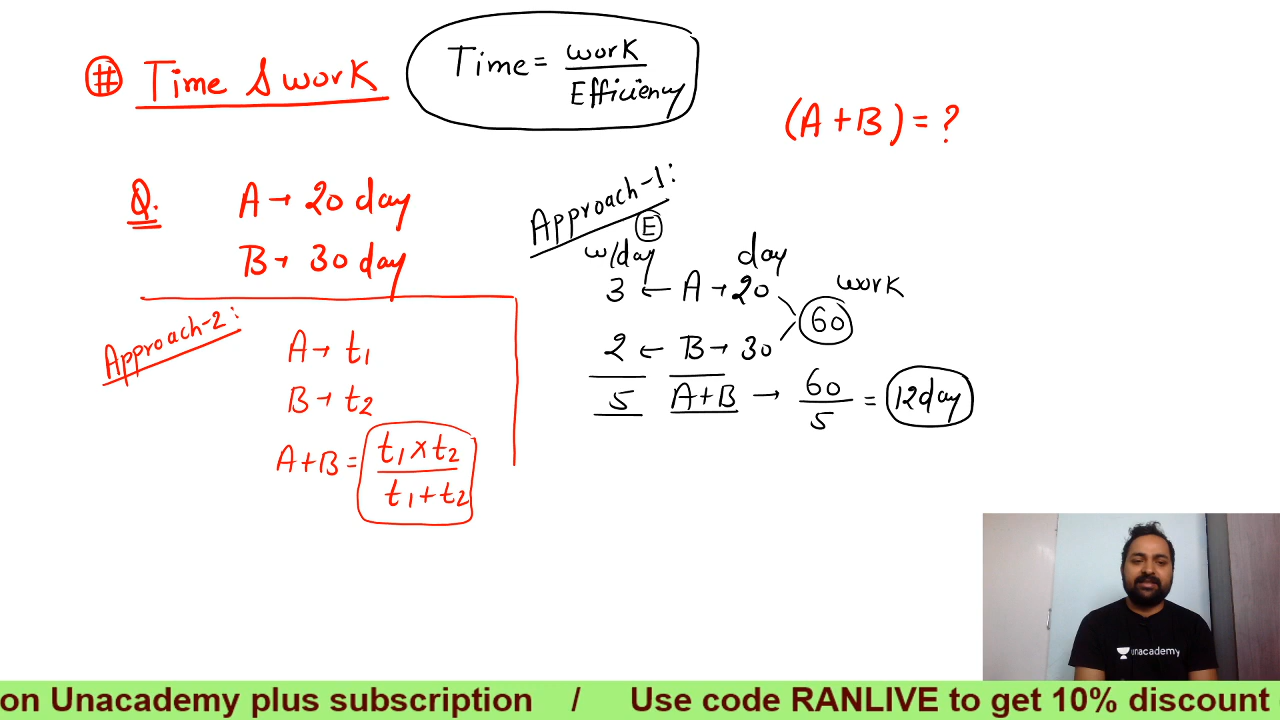 # Time & work
Time = work / Efficiency
(A + B) = ?
Q. A → 20 day
B → 30 day
Approach-1:
E
w/day day
3 ← A → 20 work
60
2 ← B → 30
5 A+B → 60/5 = 12day
Approach-2:
A → t1
B → t2
A+B = t1 × t2 / t1 + t2
unacademy
on Unacademy plus subscription / Use code RANLIVE to get 10% discount